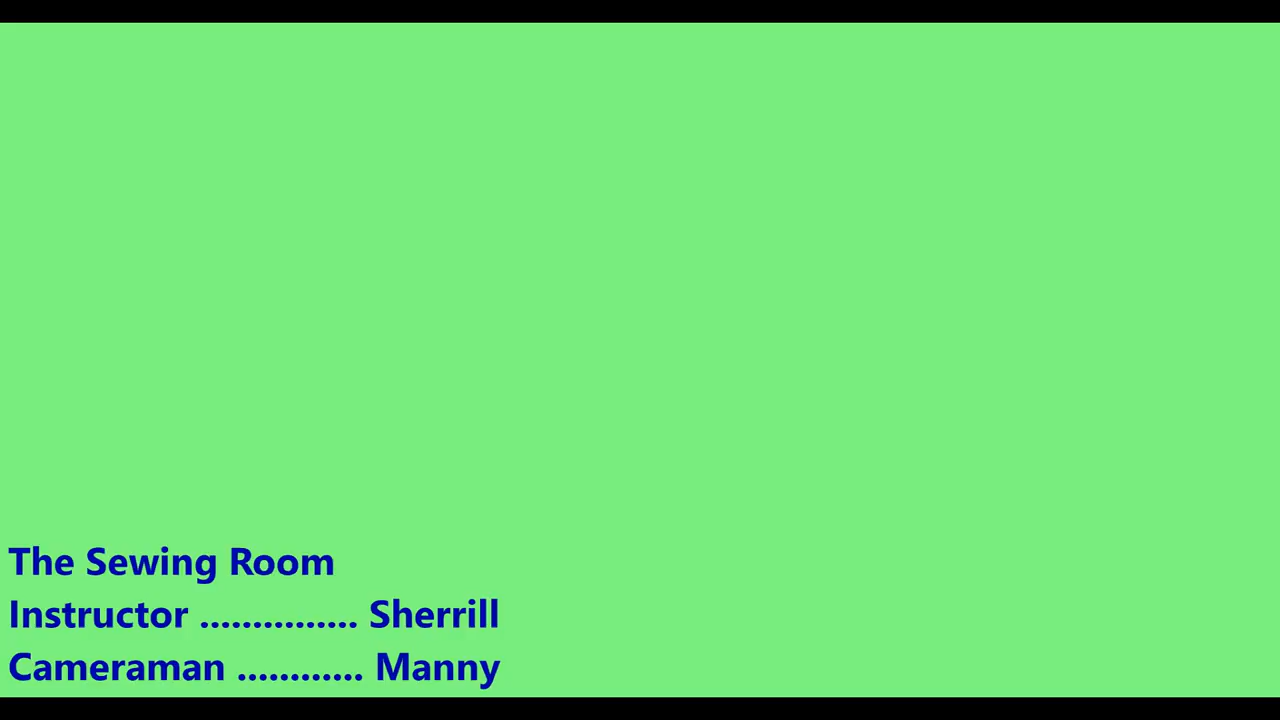 The Sewing Room
Instructor ............... Sherrill
Cameraman ............ Manny